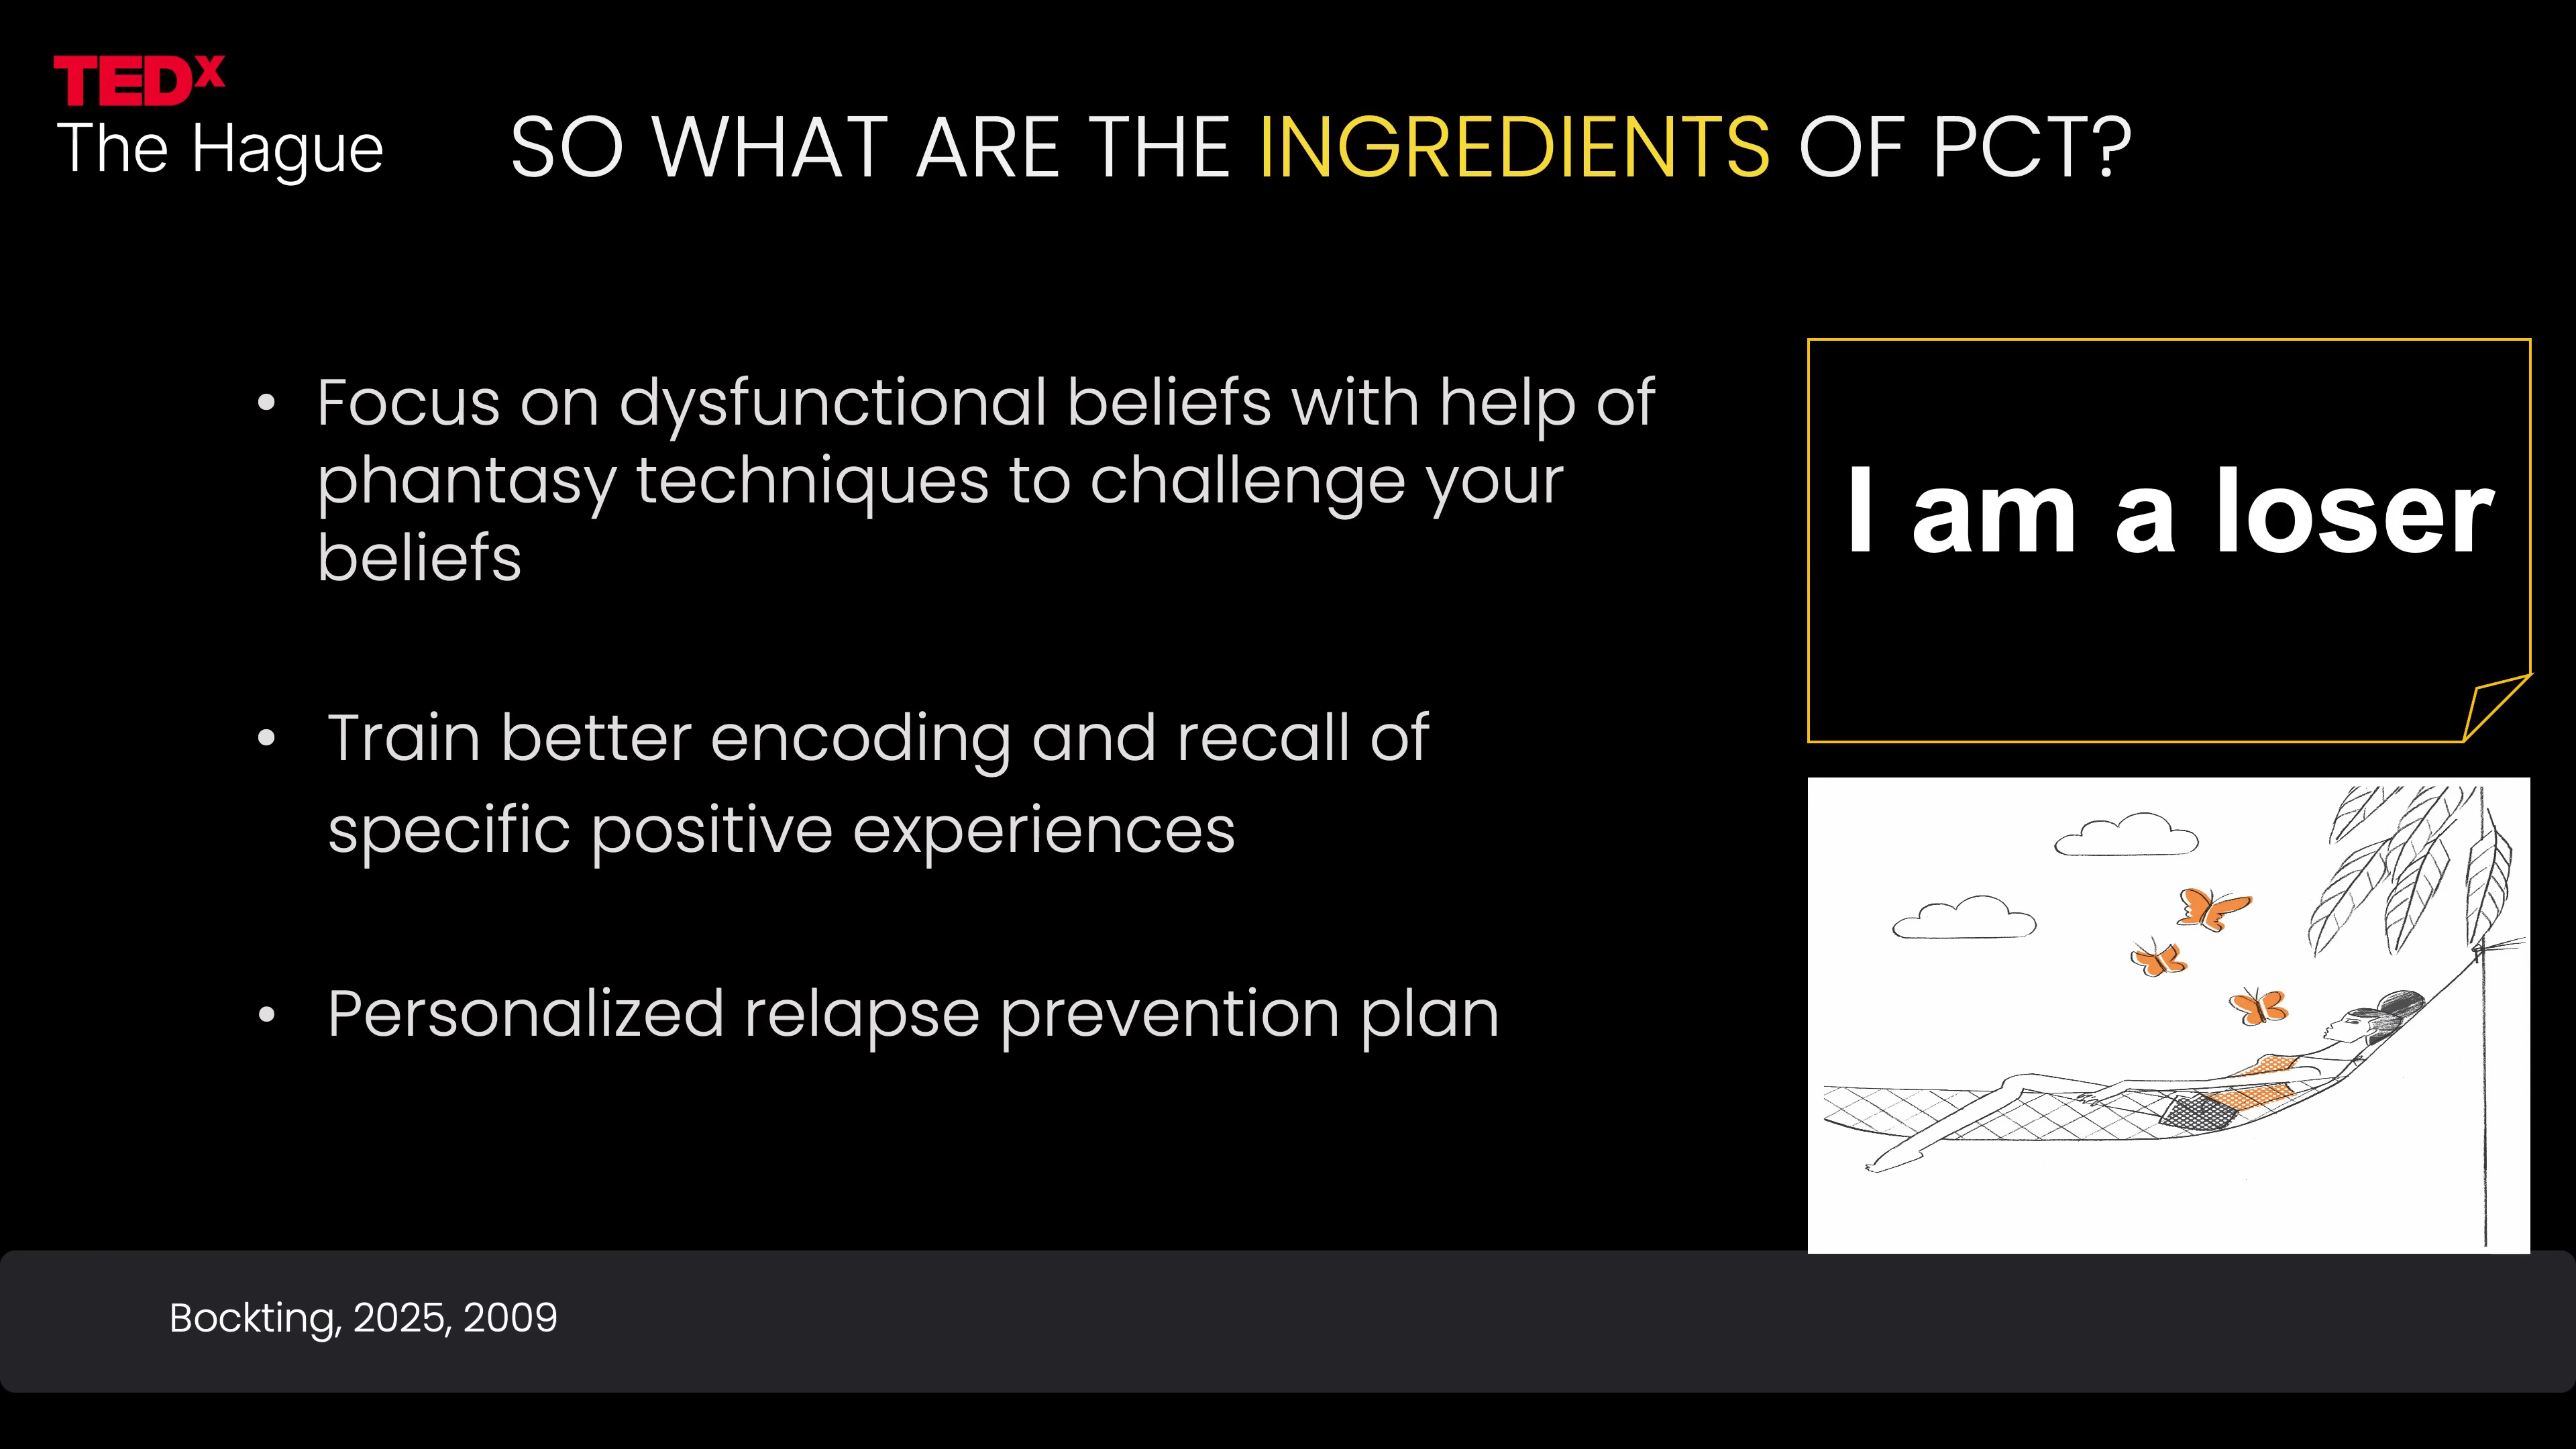 TEDx
The Hague
SO WHAT ARE THE INGREDIENTS OF PCT?
• Focus on dysfunctional beliefs with help of
phantasy techniques to challenge your
beliefs
• Train better encoding and recall of
specific positive experiences
• Personalized relapse prevention plan
I am a loser
Bockting, 2025, 2009